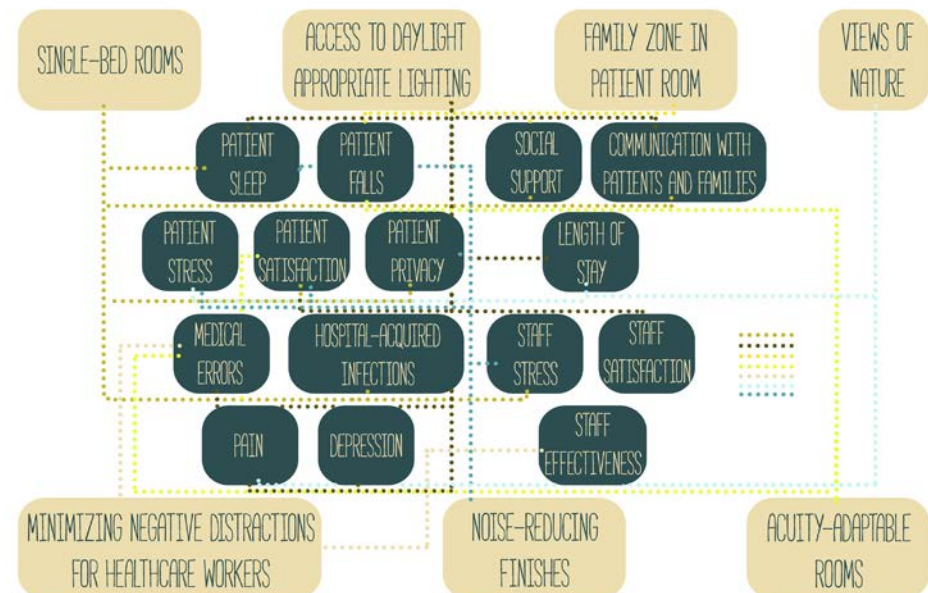 SINGLE-BED ROOMS
ACCESS TO DAYLIGHT
APPROPRIATE LIGHTING
FAMILY ZONE IN
PATIENT ROOM
VIEWS OF
NATURE
PATIENT
SLEEP
PATIENT
FALLS
SOCIAL
SUPPORT
COMMUNICATION WITH
PATIENTS AND FAMILIES
PATIENT
STRESS
PATIENT
SATISFACTION
PATIENT
PRIVACY
LENGTH OF
STAY
MEDICAL
ERRORS
HOSPITAL-ACQUIRED
INFECTIONS
STAFF
STRESS
STAFF
SATISFACTION
PAIN
DEPRESSION
STAFF
EFFECTIVENESS
MINIMIZING NEGATIVE DISTRACTIONS
FOR HEALTHCARE WORKERS
NOISE-REDUCING
FINISHES
ACUITY-ADAPTABLE
ROOMS